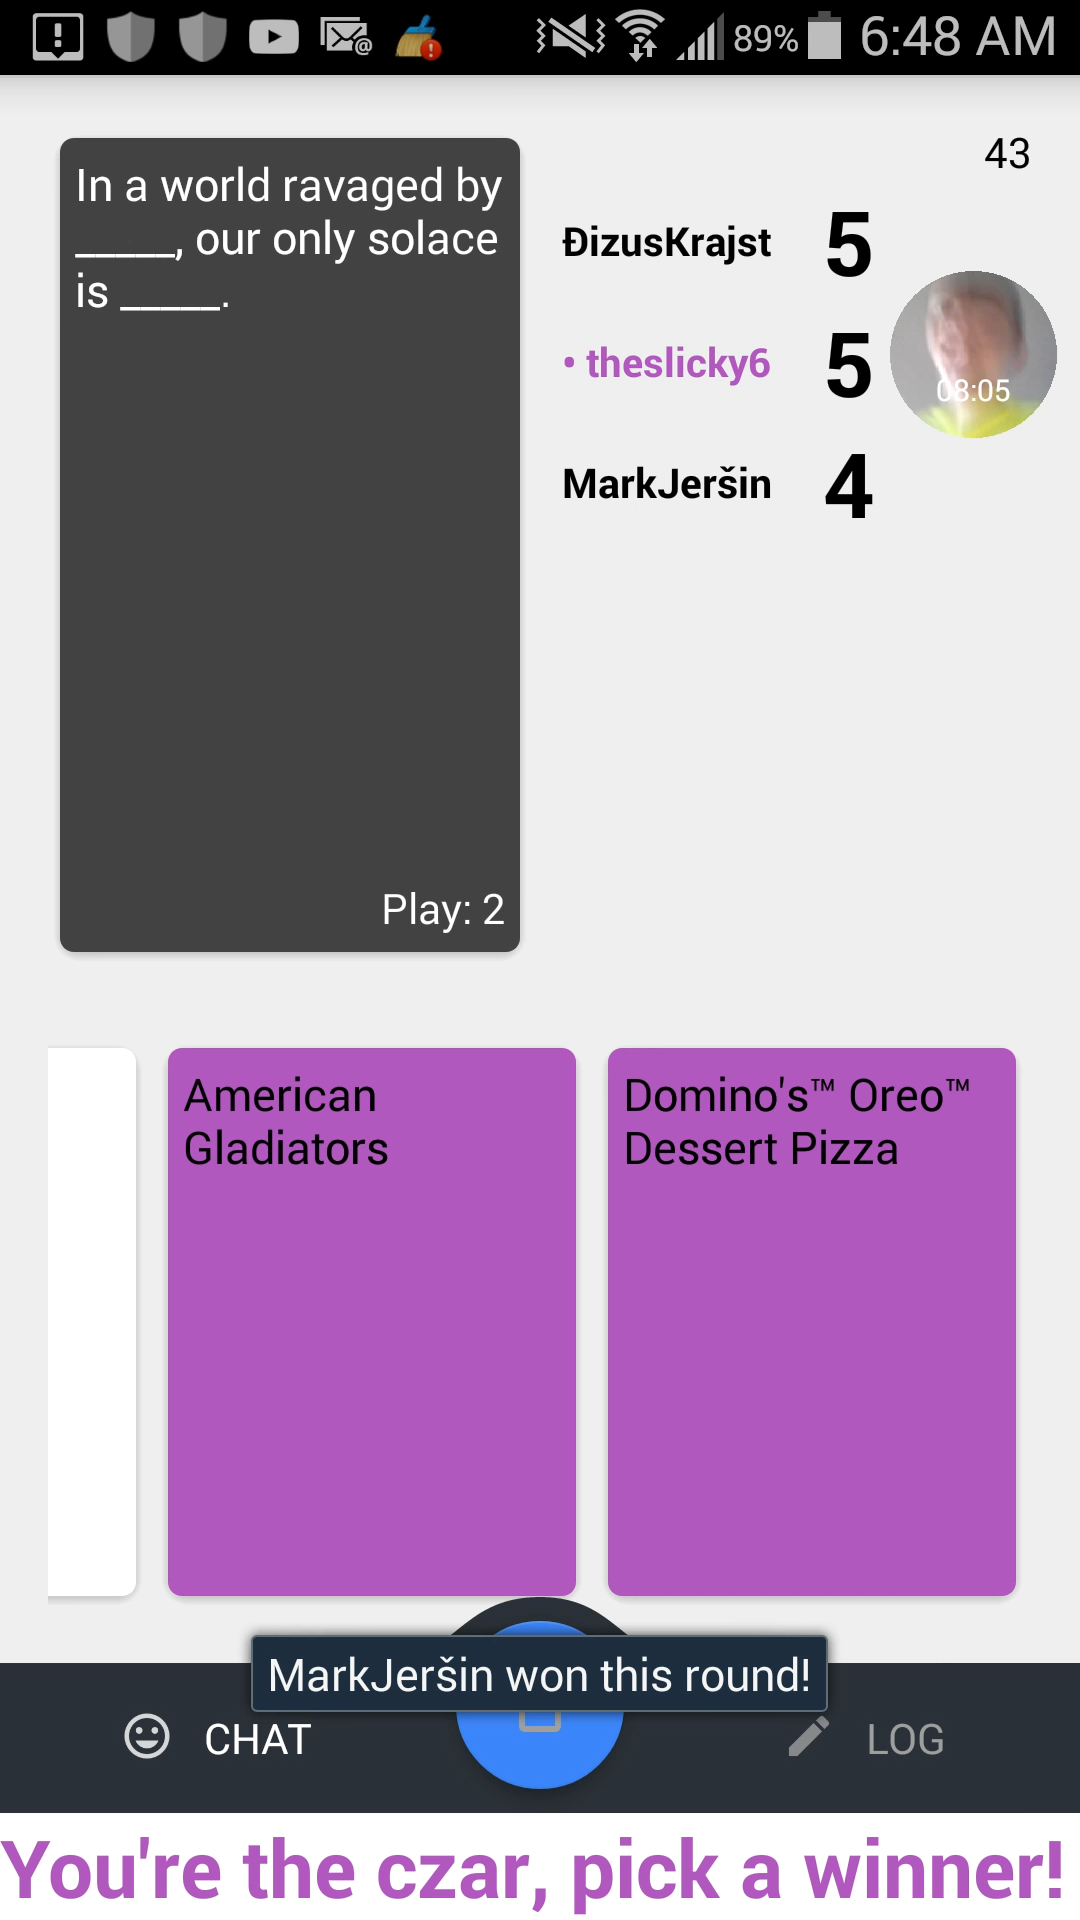 89% 6:48 AM
In a world ravaged by
_____, our only solace
is _____.
Play: 2
43
ĐizusKrajst 5
• theslicky6 5
08:05
MarkJeršin 4
American
Gladiators
Domino's™ Oreo™
Dessert Pizza
MarkJeršin won this round!
CHAT
LOG
You're the czar, pick a winner!